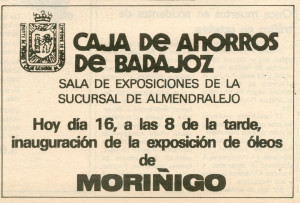 CAJA DE AHORROS
DE BADAJOZ
SALA DE EXPOSICIONES DE LA
SUCURSAL DE ALMENDRALEJO
Hoy día 16, a las 8 de la tarde,
inauguración de la exposición de óleos
de
MORIÑIGO